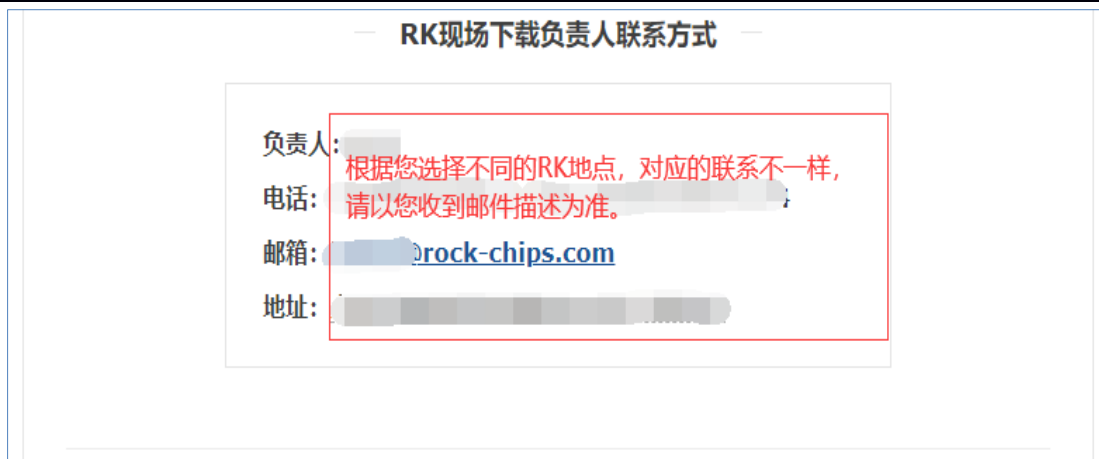 RK现场下载负责人联系方式
负责人:
根据您选择不同的RK地点，对应的联系不一样，
电话:
请以您收到邮件描述为准。
邮箱: @rock-chips.com
地址: